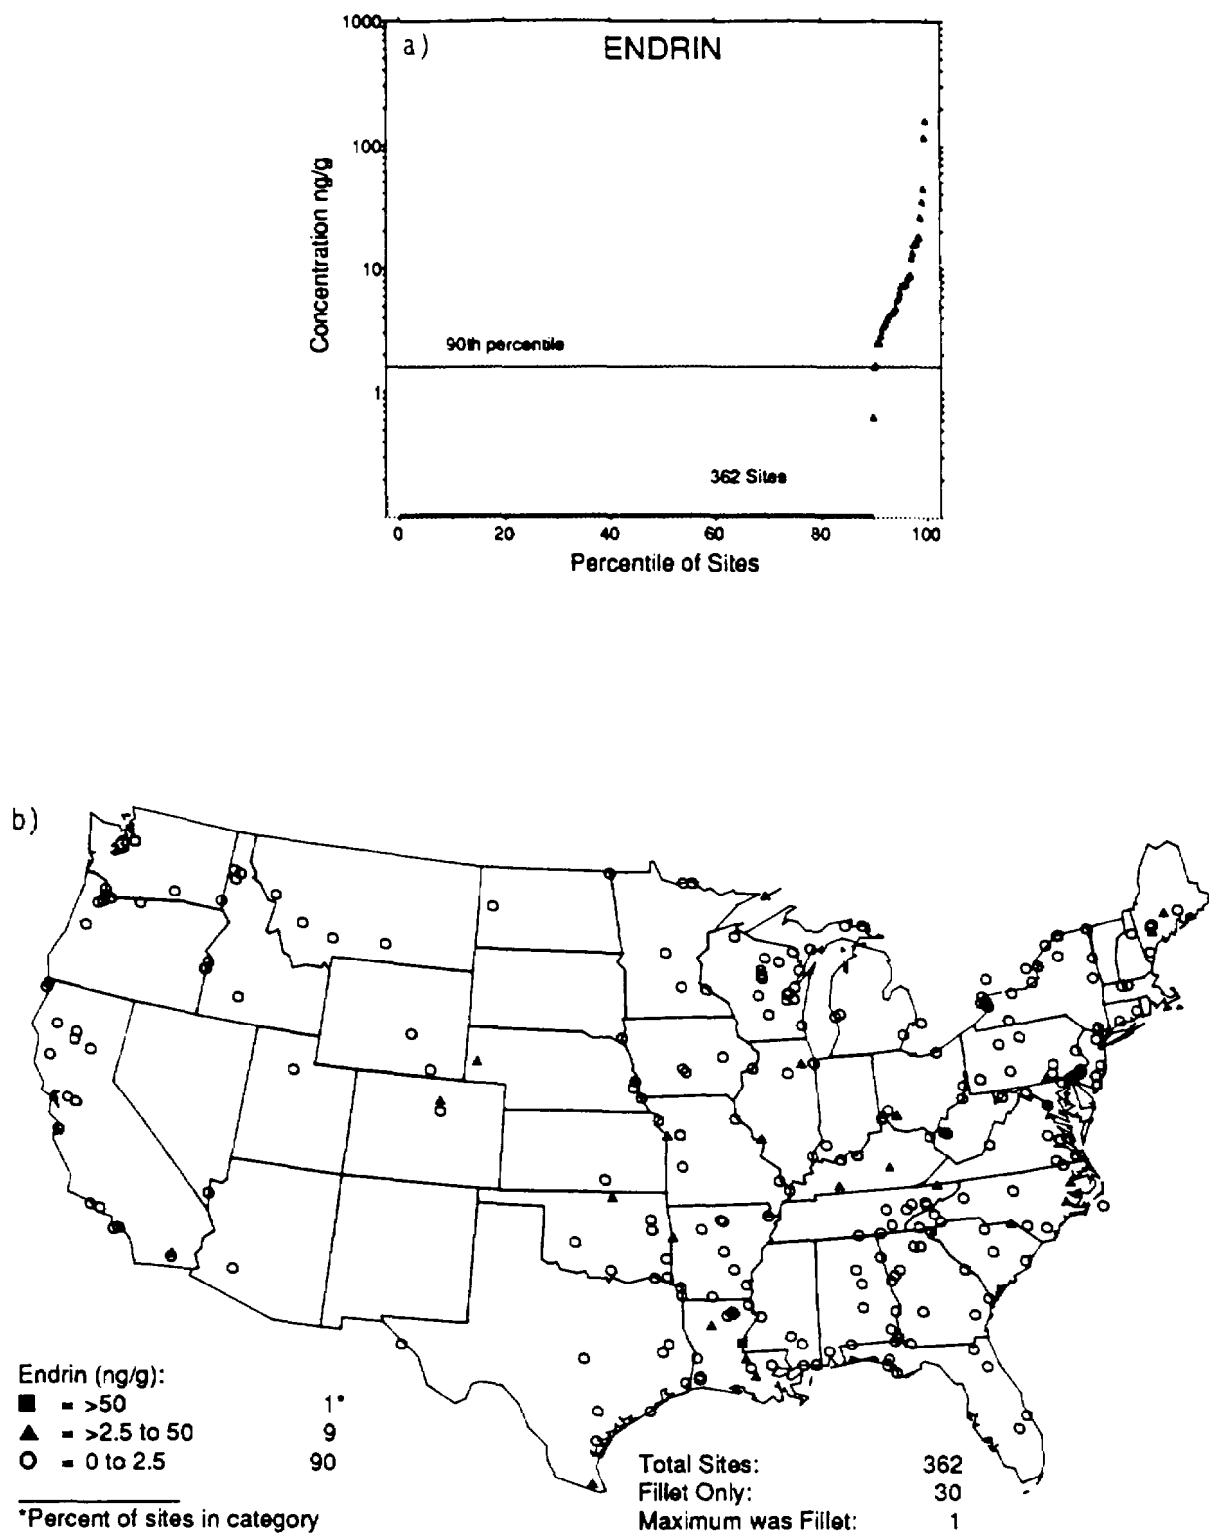 a)
ENDRIN
1000
100
10
1
Concentration ng/g
90th percentile
362 Sites
0 20 40 60 80 100
Percentile of Sites
b)
Endrin (ng/g):
■ = >50 1*
▲ = >2.5 to 50 9
O = 0 to 2.5 90
*Percent of sites in category
Total Sites: 362
Fillet Only: 30
Maximum was Fillet: 1